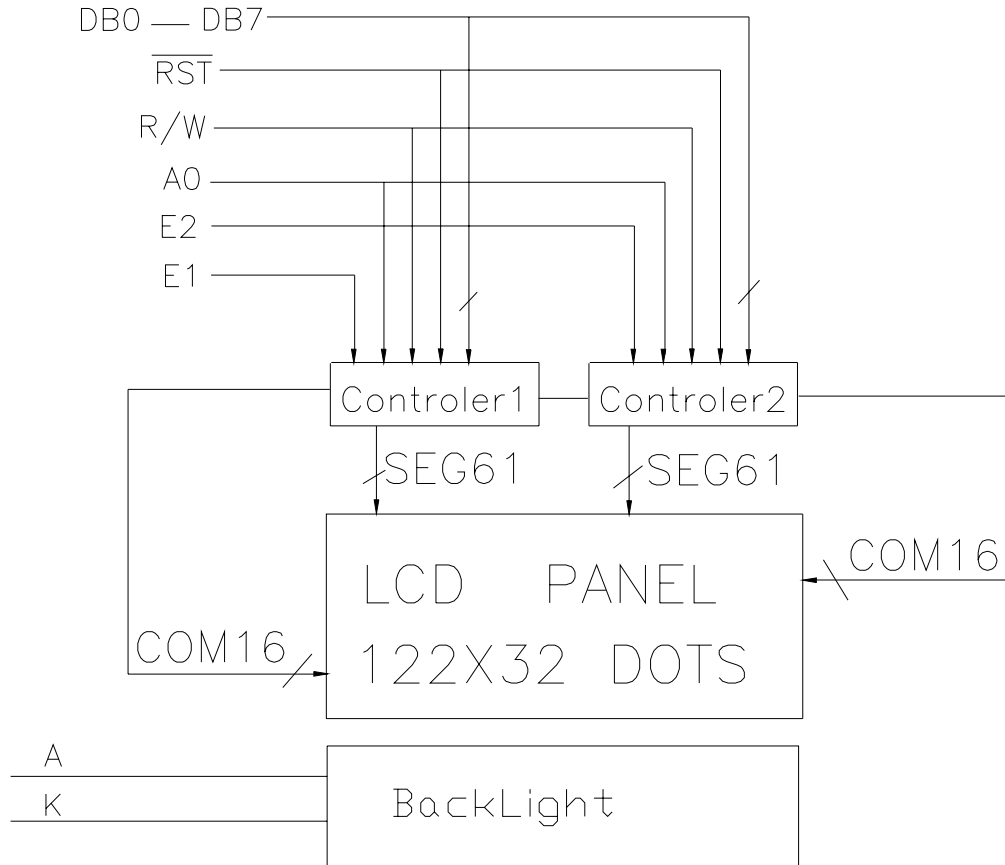 DB0 — DB7
RST
R/W
A0
E2
E1
Controler1
Controler2
SEG61
SEG61
LCD PANEL
COM16
COM16
122X32 DOTS
A
K
BackLight